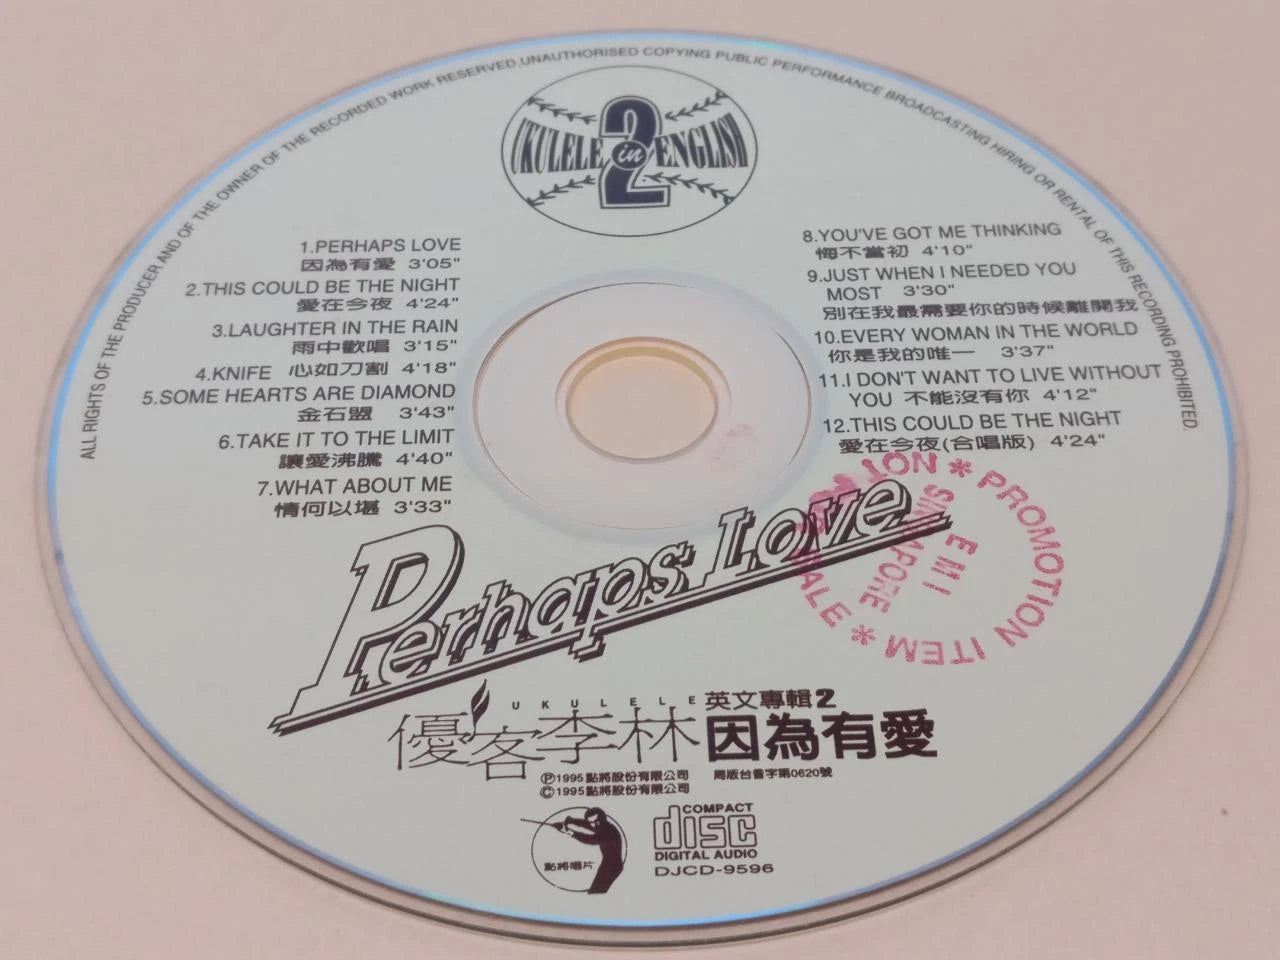 ALL RIGHTS OF THE PRODUCER AND OF THE OWNER OF THE RECORDED WORK RESERVED.UNAUTHORISED COPYING PUBLIC PERFORMANCE BROADCASTING HIRING OR RENTAL OF THIS RECORDING PROHIBITED.
UKULELE in ENGLISH
2
1.PERHAPS LOVE
因為有愛 3'05"
2.THIS COULD BE THE NIGHT
愛在今夜 4'24"
3.LAUGHTER IN THE RAIN
雨中歡唱 3'15"
4.KNIFE 心如刀割 4'18"
5.SOME HEARTS ARE DIAMOND
金石盟 3'43"
6.TAKE IT TO THE LIMIT
讓愛沸騰 4'40"
7.WHAT ABOUT ME
情何以堪 3'33"
8.YOU'VE GOT ME THINKING
悔不當初 4'10"
9.JUST WHEN I NEEDED YOU
MOST 3'30"
別在我最需要你的時候離開我
10.EVERY WOMAN IN THE WORLD
你是我的唯一 3'37"
11.I DON'T WANT TO LIVE WITHOUT
YOU 不能沒有你 4'12"
12.THIS COULD BE THE NIGHT
愛在今夜(合唱版) 4'24"
Perhaps Love
* PROMOTION ITEM *
SALE
EMI
SINGAPORE
UKULELE 英文專輯2
優客李林 因為有愛
Ⓟ1995點將股份有限公司 局版台音字第0620號
©1995點將股份有限公司
點將唱片
COMPACT
disc
DIGITAL AUDIO
DJCD-9596